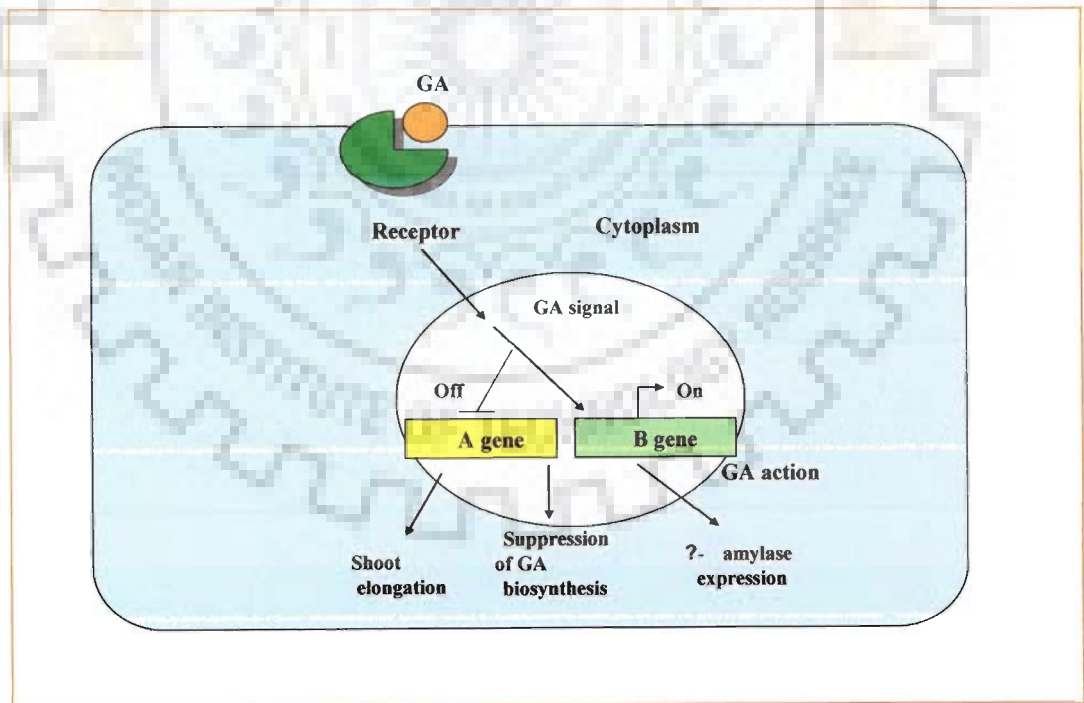 GA
Receptor
Cytoplasm
GA signal
Off
On
A gene
B gene
GA action
Shoot
elongation
Suppression
of GA
biosynthesis
?- amylase
expression